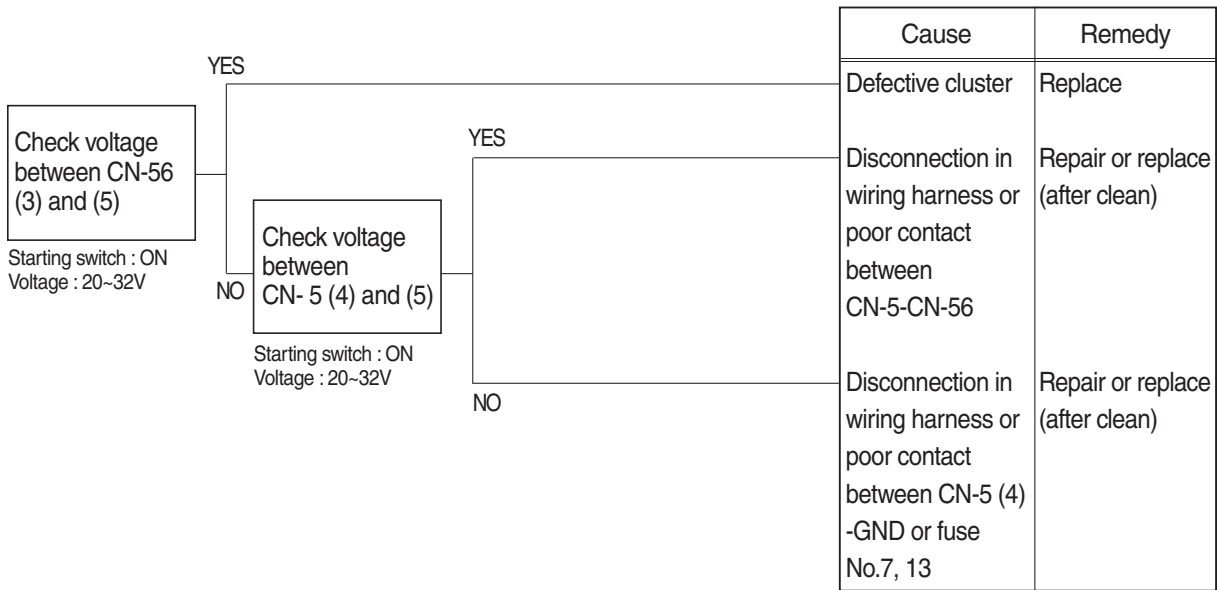 Cause
Remedy
YES
Defective cluster
Replace
Check voltage
between CN-56
(3) and (5)
Starting switch : ON
Voltage : 20~32V
NO
YES
Disconnection in
wiring harness or
poor contact
between
CN-5-CN-56
Repair or replace
(after clean)
Check voltage
between
CN- 5 (4) and (5)
Starting switch : ON
Voltage : 20~32V
NO
Disconnection in
wiring harness or
poor contact
between CN-5 (4)
-GND or fuse
No.7, 13
Repair or replace
(after clean)